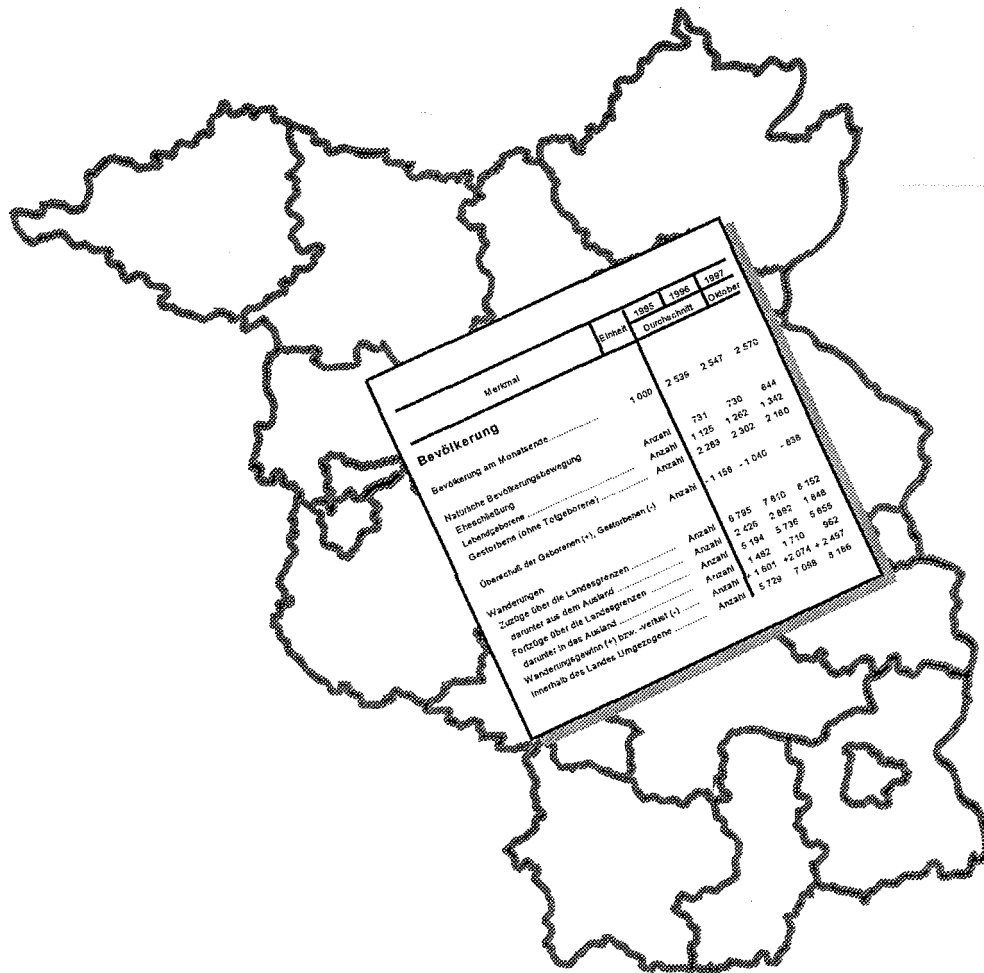 Merkmal Einheit 1995 1996 1997
Durchschnitt Oktober
Bevölkerung
Bevölkerung am Monatsende 1 000 2 539 2 547 2 570
Natürliche Bevölkerungsbewegung
Eheschließung Anzahl 731 730 644
Lebendgeborene Anzahl 1 125 1 262 1 342
Gestorbene (ohne Totgeborene) Anzahl 2 283 2 302 2 180
Überschuß der Geborenen (+), Gestorbenen (-) Anzahl - 1 158 - 1 040 - 838
Wanderungen
Zuzüge über die Landesgrenzen Anzahl 6 795 7 810 8 152
darunter aus dem Ausland Anzahl 2 426 2 892 1 848
Fortzüge über die Landesgrenzen Anzahl 5 194 5 736 5 655
darunter in das Ausland Anzahl 1 482 1 710 962
Wanderungsgewinn (+) bzw. -verlust (-) Anzahl + 1 601 +2 074 + 2 497
Innerhalb des Landes Umgezogene Anzahl 5 729 7 068 8 186